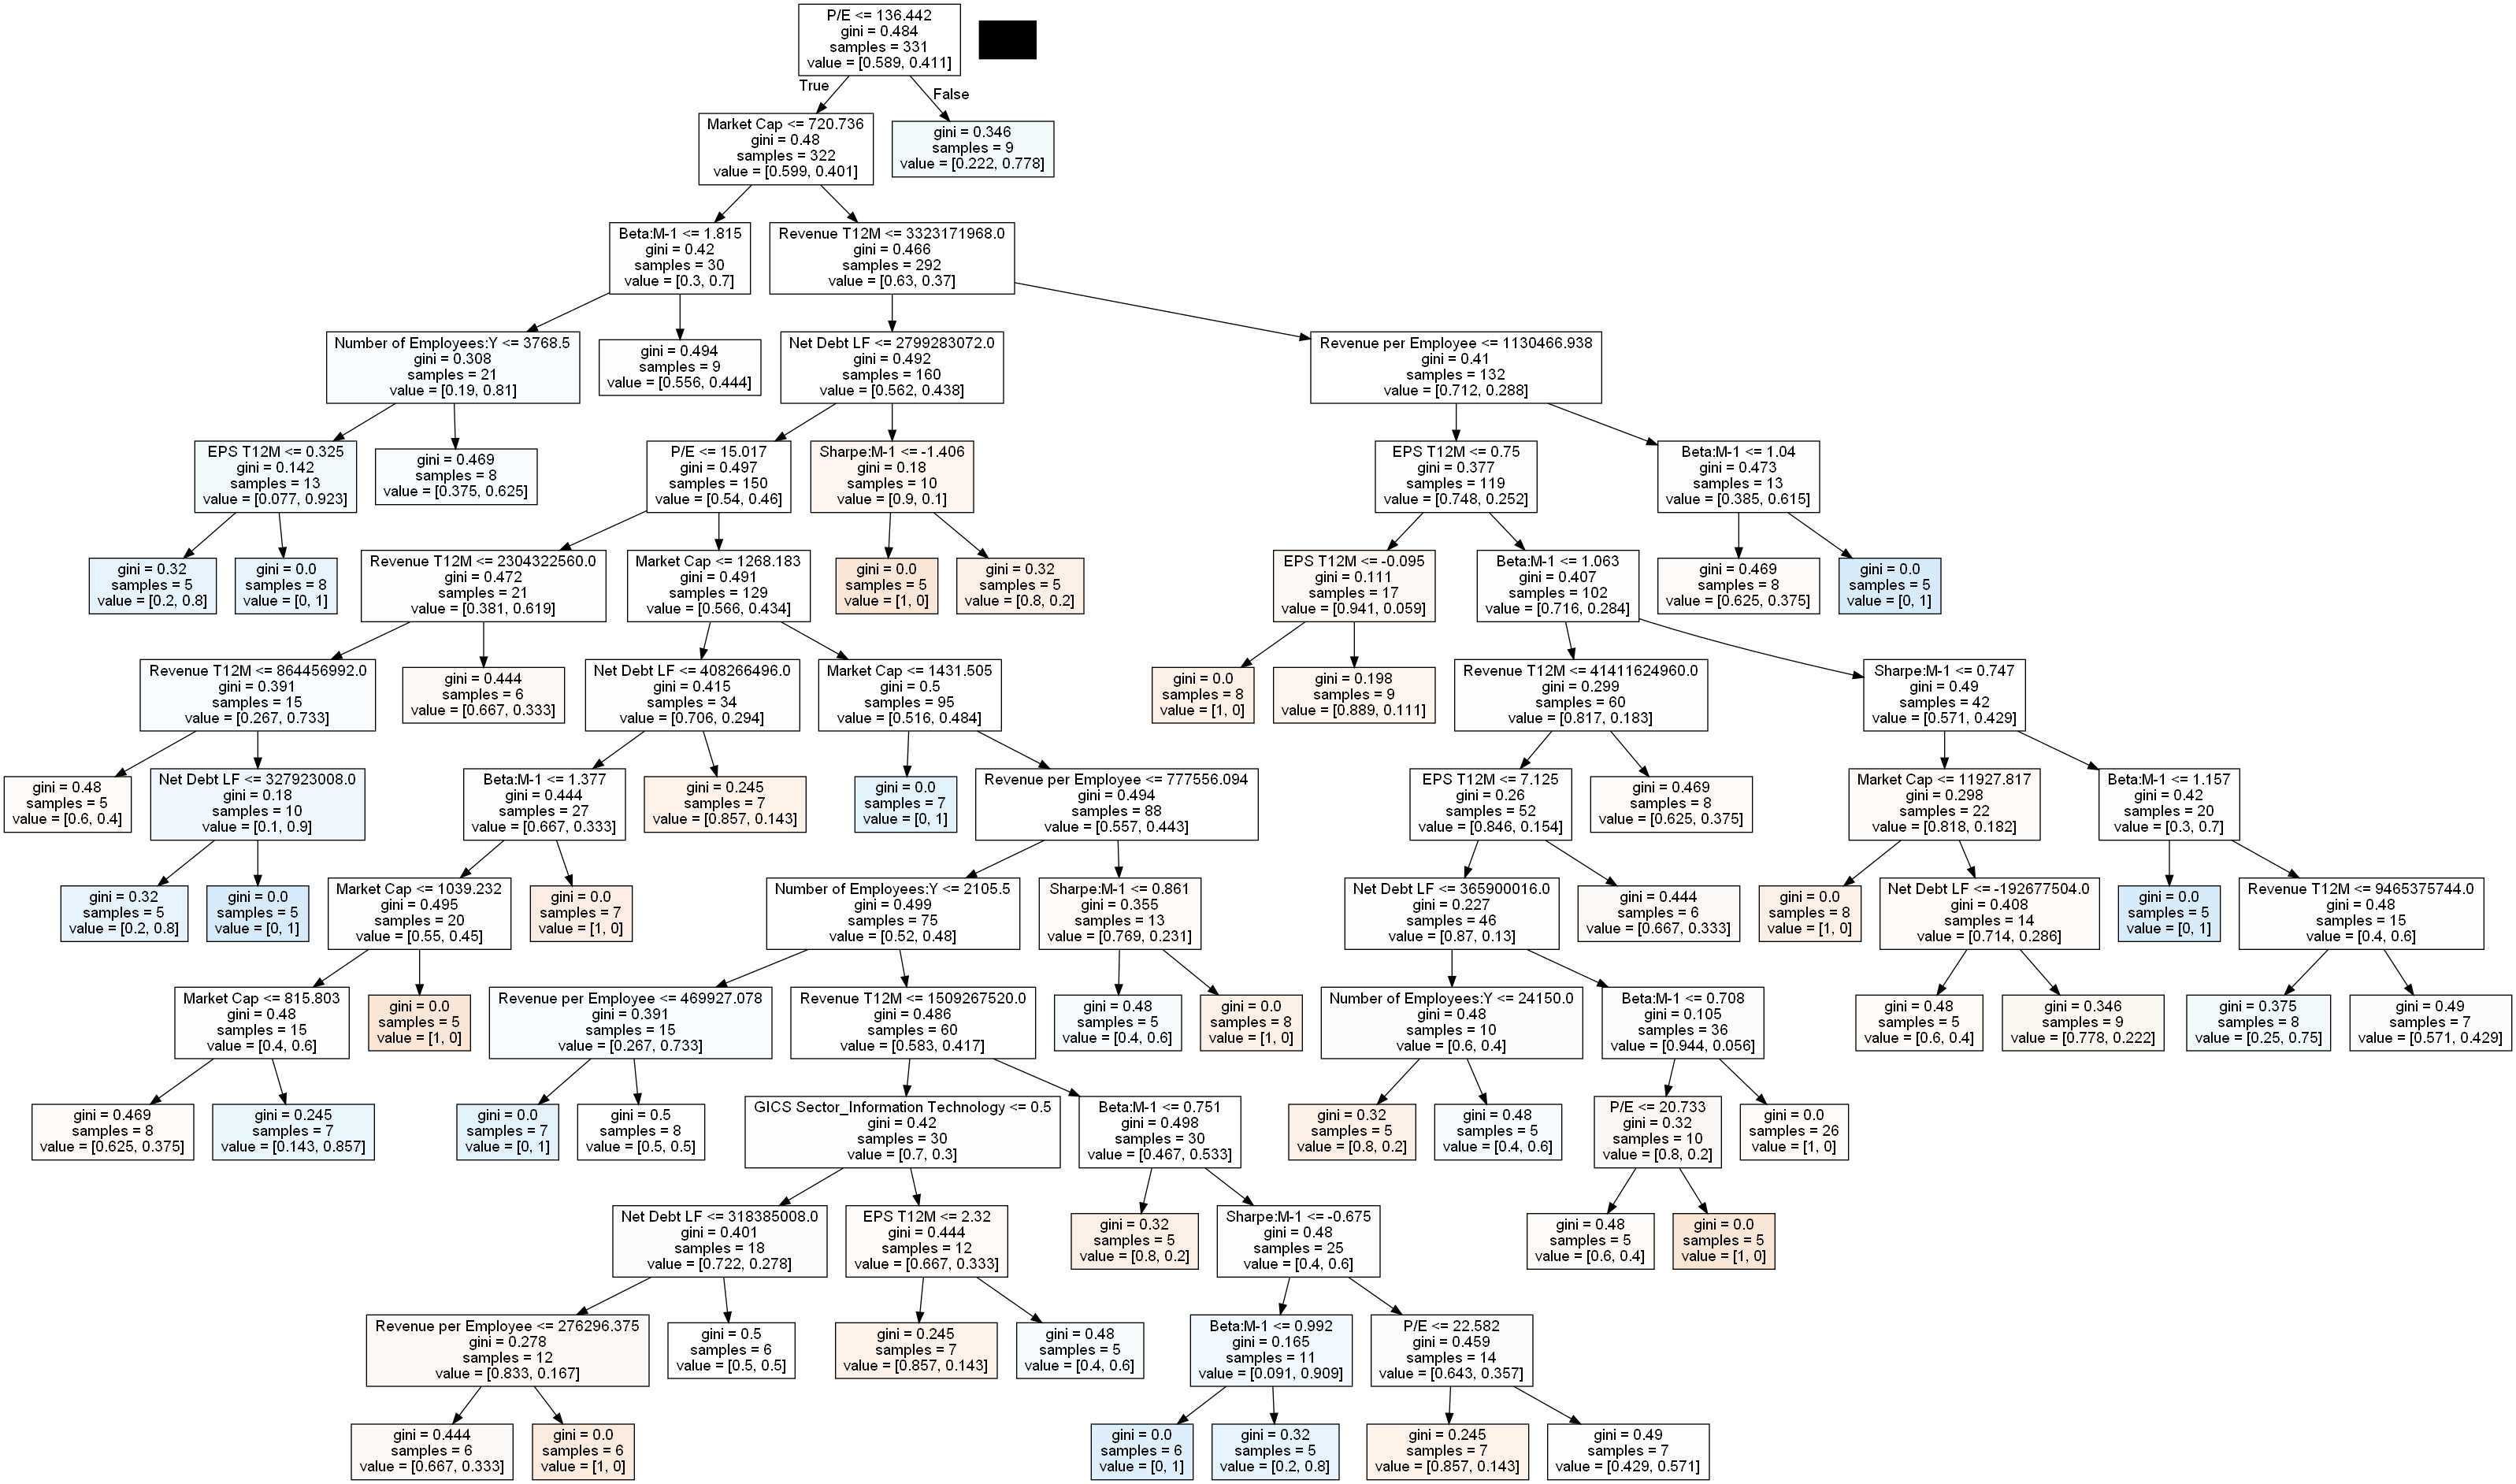 P/E <= 136.442
gini = 0.484
samples = 331
value = [0.589, 0.411]
True
False
Market Cap <= 720.736
gini = 0.48
samples = 322
value = [0.599, 0.401]
gini = 0.346
samples = 9
value = [0.222, 0.778]
Beta:M-1 <= 1.815
gini = 0.42
samples = 30
value = [0.3, 0.7]
Revenue T12M <= 3323171968.0
gini = 0.466
samples = 292
value = [0.63, 0.37]
Number of Employees:Y <= 3768.5
gini = 0.308
samples = 21
value = [0.19, 0.81]
gini = 0.494
samples = 9
value = [0.556, 0.444]
Net Debt LF <= 2799283072.0
gini = 0.492
samples = 160
value = [0.562, 0.438]
Revenue per Employee <= 1130466.938
gini = 0.41
samples = 132
value = [0.712, 0.288]
EPS T12M <= 0.325
gini = 0.142
samples = 13
value = [0.077, 0.923]
gini = 0.469
samples = 8
value = [0.375, 0.625]
P/E <= 15.017
gini = 0.497
samples = 150
value = [0.54, 0.46]
Sharpe:M-1 <= -1.406
gini = 0.18
samples = 10
value = [0.9, 0.1]
EPS T12M <= 0.75
gini = 0.377
samples = 119
value = [0.748, 0.252]
Beta:M-1 <= 1.04
gini = 0.473
samples = 13
value = [0.385, 0.615]
gini = 0.32
samples = 5
value = [0.2, 0.8]
gini = 0.0
samples = 8
value = [0, 1]
Revenue T12M <= 2304322560.0
gini = 0.472
samples = 21
value = [0.381, 0.619]
Market Cap <= 1268.183
gini = 0.491
samples = 129
value = [0.566, 0.434]
gini = 0.0
samples = 5
value = [1, 0]
gini = 0.32
samples = 5
value = [0.8, 0.2]
EPS T12M <= -0.095
gini = 0.111
samples = 17
value = [0.941, 0.059]
Beta:M-1 <= 1.063
gini = 0.407
samples = 102
value = [0.716, 0.284]
gini = 0.469
samples = 8
value = [0.625, 0.375]
gini = 0.0
samples = 5
value = [0, 1]
Revenue T12M <= 864456992.0
gini = 0.391
samples = 15
value = [0.267, 0.733]
gini = 0.444
samples = 6
value = [0.667, 0.333]
Net Debt LF <= 408266496.0
gini = 0.415
samples = 34
value = [0.706, 0.294]
Market Cap <= 1431.505
gini = 0.5
samples = 95
value = [0.516, 0.484]
gini = 0.0
samples = 8
value = [1, 0]
gini = 0.198
samples = 9
value = [0.889, 0.111]
Revenue T12M <= 41411624960.0
gini = 0.299
samples = 60
value = [0.817, 0.183]
Sharpe:M-1 <= 0.747
gini = 0.49
samples = 42
value = [0.571, 0.429]
gini = 0.48
samples = 5
value = [0.6, 0.4]
Net Debt LF <= 327923008.0
gini = 0.18
samples = 10
value = [0.1, 0.9]
Beta:M-1 <= 1.377
gini = 0.444
samples = 27
value = [0.667, 0.333]
gini = 0.245
samples = 7
value = [0.857, 0.143]
gini = 0.0
samples = 7
value = [0, 1]
Revenue per Employee <= 777556.094
gini = 0.494
samples = 88
value = [0.557, 0.443]
EPS T12M <= 7.125
gini = 0.26
samples = 52
value = [0.846, 0.154]
gini = 0.469
samples = 8
value = [0.625, 0.375]
Market Cap <= 11927.817
gini = 0.298
samples = 22
value = [0.818, 0.182]
Beta:M-1 <= 1.157
gini = 0.42
samples = 20
value = [0.3, 0.7]
gini = 0.32
samples = 5
value = [0.2, 0.8]
gini = 0.0
samples = 5
value = [0, 1]
Market Cap <= 1039.232
gini = 0.495
samples = 20
value = [0.55, 0.45]
gini = 0.0
samples = 7
value = [1, 0]
Number of Employees:Y <= 2105.5
gini = 0.499
samples = 75
value = [0.52, 0.48]
Sharpe:M-1 <= 0.861
gini = 0.355
samples = 13
value = [0.769, 0.231]
Net Debt LF <= 365900016.0
gini = 0.227
samples = 46
value = [0.87, 0.13]
gini = 0.444
samples = 6
value = [0.667, 0.333]
gini = 0.0
samples = 8
value = [1, 0]
Net Debt LF <= -192677504.0
gini = 0.408
samples = 14
value = [0.714, 0.286]
gini = 0.0
samples = 5
value = [0, 1]
Revenue T12M <= 9465375744.0
gini = 0.48
samples = 15
value = [0.4, 0.6]
Market Cap <= 815.803
gini = 0.48
samples = 15
value = [0.4, 0.6]
gini = 0.0
samples = 5
value = [1, 0]
Revenue per Employee <= 469927.078
gini = 0.391
samples = 15
value = [0.267, 0.733]
Revenue T12M <= 1509267520.0
gini = 0.486
samples = 60
value = [0.583, 0.417]
gini = 0.48
samples = 5
value = [0.4, 0.6]
gini = 0.0
samples = 8
value = [1, 0]
Number of Employees:Y <= 24150.0
gini = 0.48
samples = 10
value = [0.6, 0.4]
Beta:M-1 <= 0.708
gini = 0.105
samples = 36
value = [0.944, 0.056]
gini = 0.48
samples = 5
value = [0.6, 0.4]
gini = 0.346
samples = 9
value = [0.778, 0.222]
gini = 0.375
samples = 8
value = [0.25, 0.75]
gini = 0.49
samples = 7
value = [0.571, 0.429]
gini = 0.469
samples = 8
value = [0.625, 0.375]
gini = 0.245
samples = 7
value = [0.143, 0.857]
gini = 0.0
samples = 7
value = [0, 1]
gini = 0.5
samples = 8
value = [0.5, 0.5]
GICS Sector_Information Technology <= 0.5
gini = 0.42
samples = 30
value = [0.7, 0.3]
Beta:M-1 <= 0.751
gini = 0.498
samples = 30
value = [0.467, 0.533]
gini = 0.32
samples = 5
value = [0.8, 0.2]
gini = 0.48
samples = 5
value = [0.4, 0.6]
P/E <= 20.733
gini = 0.32
samples = 10
value = [0.8, 0.2]
gini = 0.0
samples = 26
value = [1, 0]
Net Debt LF <= 318385008.0
gini = 0.401
samples = 18
value = [0.722, 0.278]
EPS T12M <= 2.32
gini = 0.444
samples = 12
value = [0.667, 0.333]
gini = 0.32
samples = 5
value = [0.8, 0.2]
Sharpe:M-1 <= -0.675
gini = 0.48
samples = 25
value = [0.4, 0.6]
gini = 0.48
samples = 5
value = [0.6, 0.4]
gini = 0.0
samples = 5
value = [1, 0]
Revenue per Employee <= 276296.375
gini = 0.278
samples = 12
value = [0.833, 0.167]
gini = 0.5
samples = 6
value = [0.5, 0.5]
gini = 0.245
samples = 7
value = [0.857, 0.143]
gini = 0.48
samples = 5
value = [0.4, 0.6]
Beta:M-1 <= 0.992
gini = 0.165
samples = 11
value = [0.091, 0.909]
P/E <= 22.582
gini = 0.459
samples = 14
value = [0.643, 0.357]
gini = 0.444
samples = 6
value = [0.667, 0.333]
gini = 0.0
samples = 6
value = [1, 0]
gini = 0.0
samples = 6
value = [0, 1]
gini = 0.32
samples = 5
value = [0.2, 0.8]
gini = 0.245
samples = 7
value = [0.857, 0.143]
gini = 0.49
samples = 7
value = [0.429, 0.571]